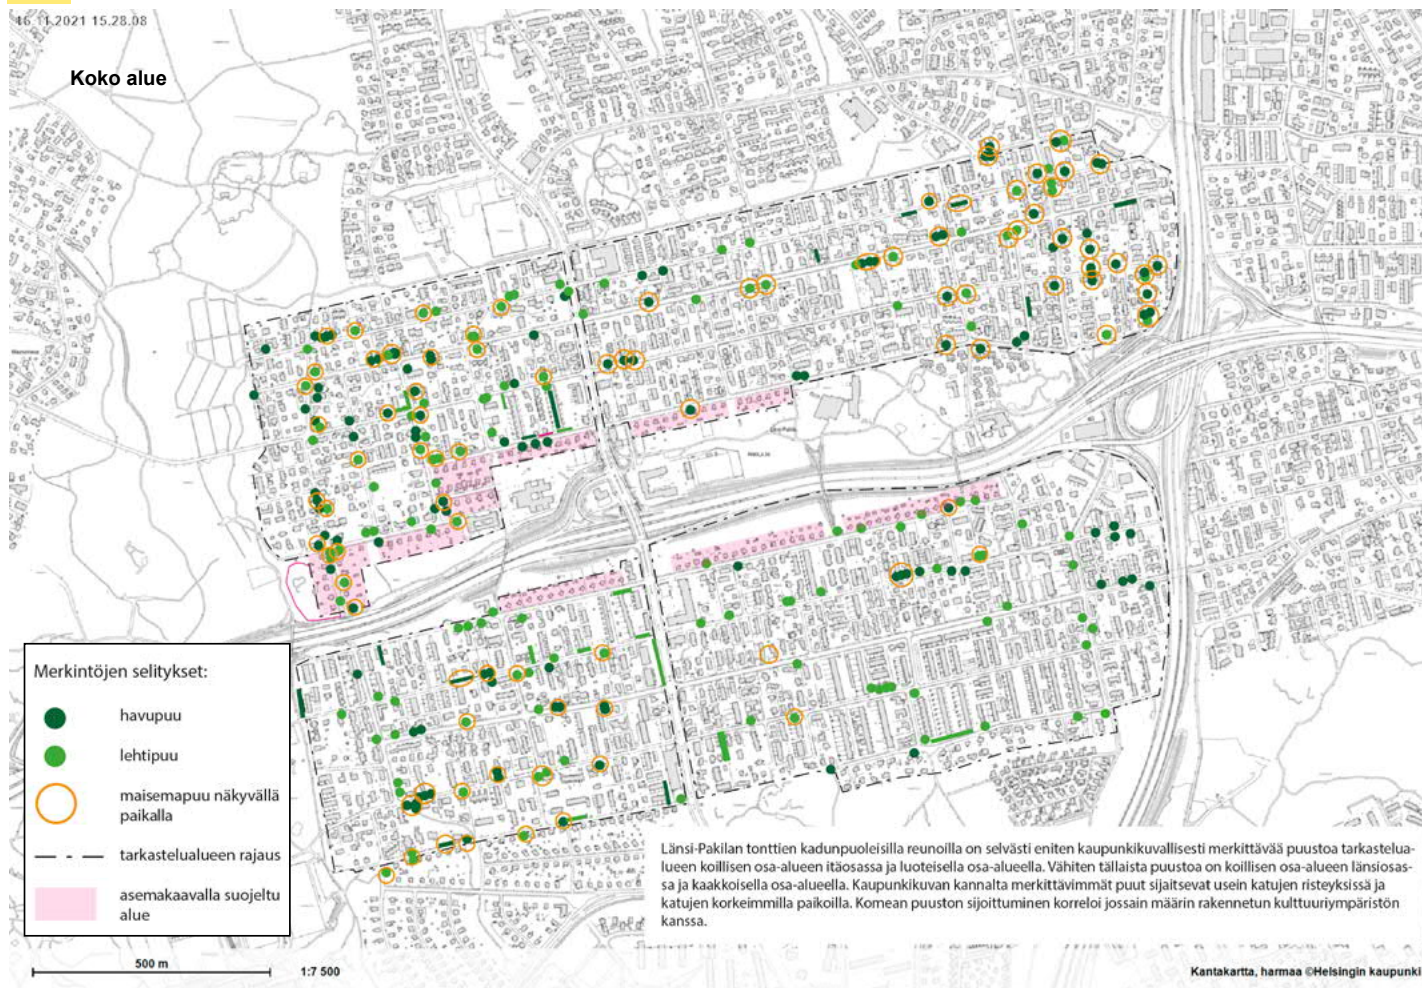 16.11.2021 15.28.08
Koko alue
Merkintöjen selitykset:
havupuu
lehtipuu
maisemapuu näkyvällä
paikalla
tarkastelualueen rajaus
asemakaavalla suojeltu
alue
Länsi-Pakilan tonttien kadunpuoleisilla reunoilla on selvästi eniten kaupunkikuvallisesti merkittävää puustoa tarkastelua-
lueen koillisen osa-alueen itäosassa ja luoteisella osa-alueella. Vähiten tällaista puustoa on koillisen osa-alueen länsiosas-
sa ja kaakkoisella osa-alueella. Kaupunkikuvan kannalta merkittävimmät puut sijaitsevat usein katujen risteyksissä ja
katujen korkeimmilla paikoilla. Komean puuston sijoittuminen korreloi jossain määrin rakennetun kulttuuriympäristön
kanssa.
500 m
1:7 500
Kantakartta, harmaa ©Helsingin kaupunki